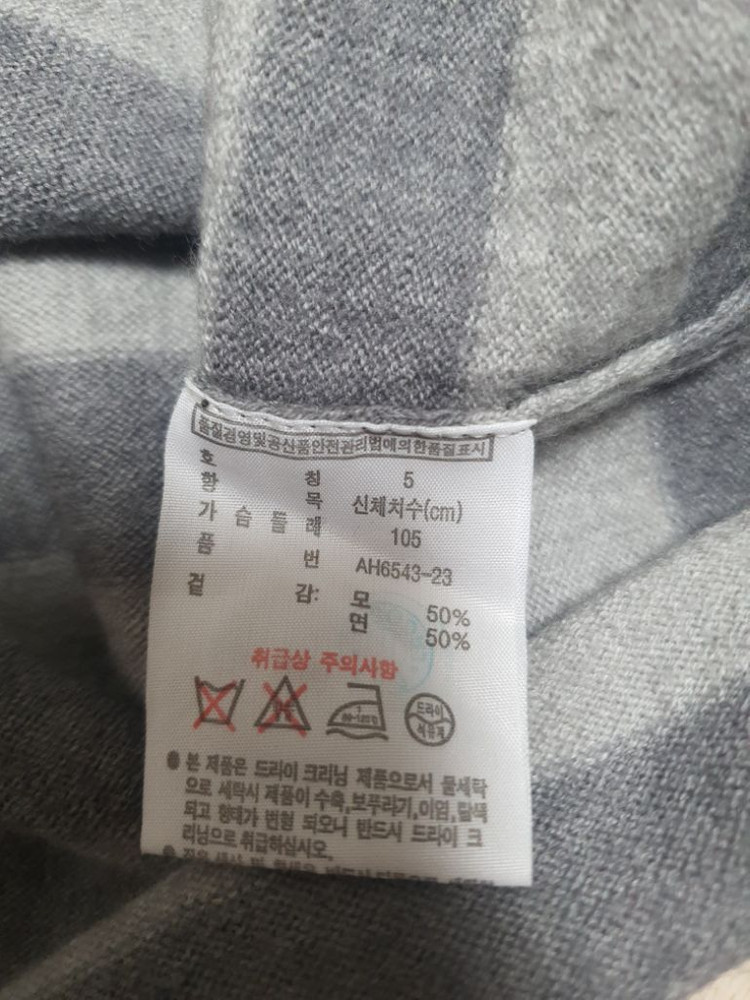 품질경영및공산품안전관리법에의한품질표시
호 칭 5
항 목 신체치수(cm)
가 슴 둘 레 105
품 번 AH6543-23
겉 감: 모 50%
면 50%
취급상 주의사항
드라이
석유계
● 본 제품은 드라이 크리닝 제품으로서 물세탁
으로 세탁시 제품이 수축,보푸라기,이염,탈색
되고 형태가 변형 되오니 반드시 드라이 크
리닝으로 취급하십시오.